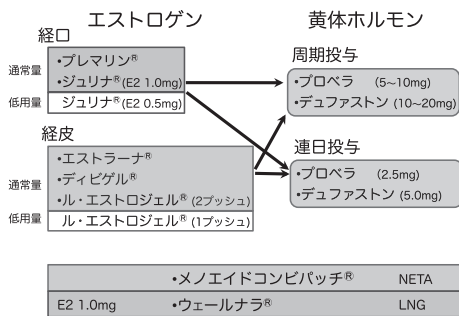 エストロゲン
黄体ホルモン
経口
通常量
•プレマリン®
•ジュリナ®(E2 1.0mg)
低用量
ジュリナ®(E2 0.5mg)
経皮
通常量
•エストラーナ®
•ディビゲル®
•ル・エストロジェル®(2プッシュ)
低用量
ル・エストロジェル®(1プッシュ)
周期投与
•プロベラ (5~10mg)
•デュファストン (10~20mg)
連日投与
•プロベラ (2.5mg)
•デュファストン (5.0mg)
•メノエイドコンビパッチ® NETA
E2 1.0mg •ウェールナラ® LNG